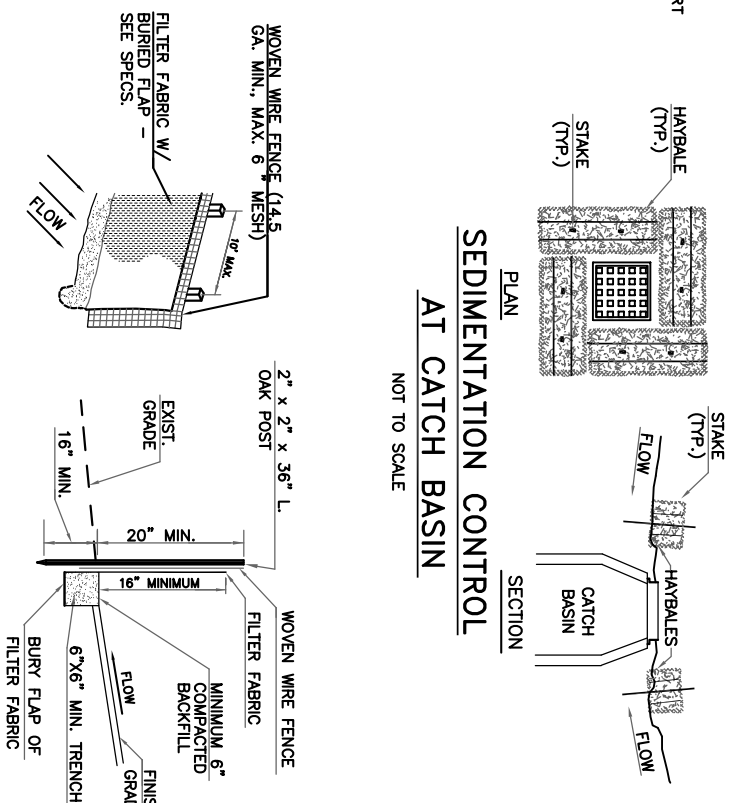 RT
HAYBALE
(TYP.)
STAKE
(TYP.)
PLAN
STAKE
(TYP.)
FLOW
HAYBALES
CATCH
BASIN
FLOW
SECTION
SEDIMENTATION CONTROL
AT CATCH BASIN
NOT TO SCALE
WOVEN WIRE FENCE (14.5
GA. MIN., MAX. 6 " MESH)
FILTER FABRIC W/
BURIED FLAP -
SEE SPECS.
10' MAX.
FLOW
2" x 2" x 36" L.
OAK POST
EXIST.
GRADE
16" MIN.
20" MIN.
16" MINIMUM
WOVEN WIRE FENCE
FILTER FABRIC
MINIMUM 6"
COMPACTED
BACKFILL
FLOW
FINIS
GRA
6"X6" MIN. TRENCH
BURY FLAP OF
FILTER FABRIC